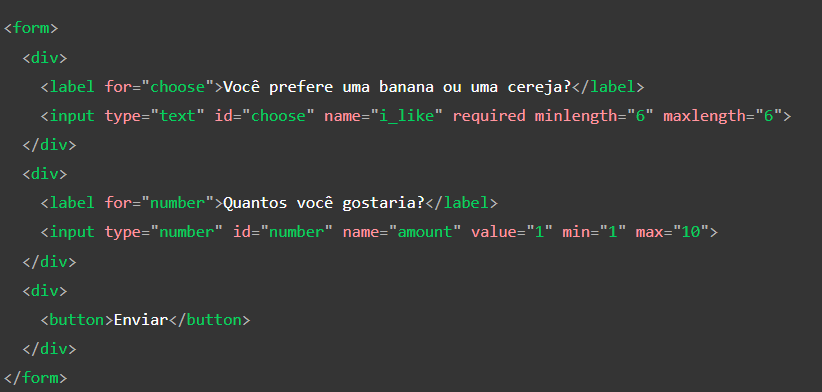 <form>
<div>
<label for="choose">Você prefere uma banana ou uma cereja?</label>
<input type="text" id="choose" name="i_like" required minlength="6" maxlength="6">
</div>
<div>
<label for="number">Quantos você gostaria?</label>
<input type="number" id="number" name="amount" value="1" min="1" max="10">
</div>
<div>
<button>Enviar</button>
</div>
</form>